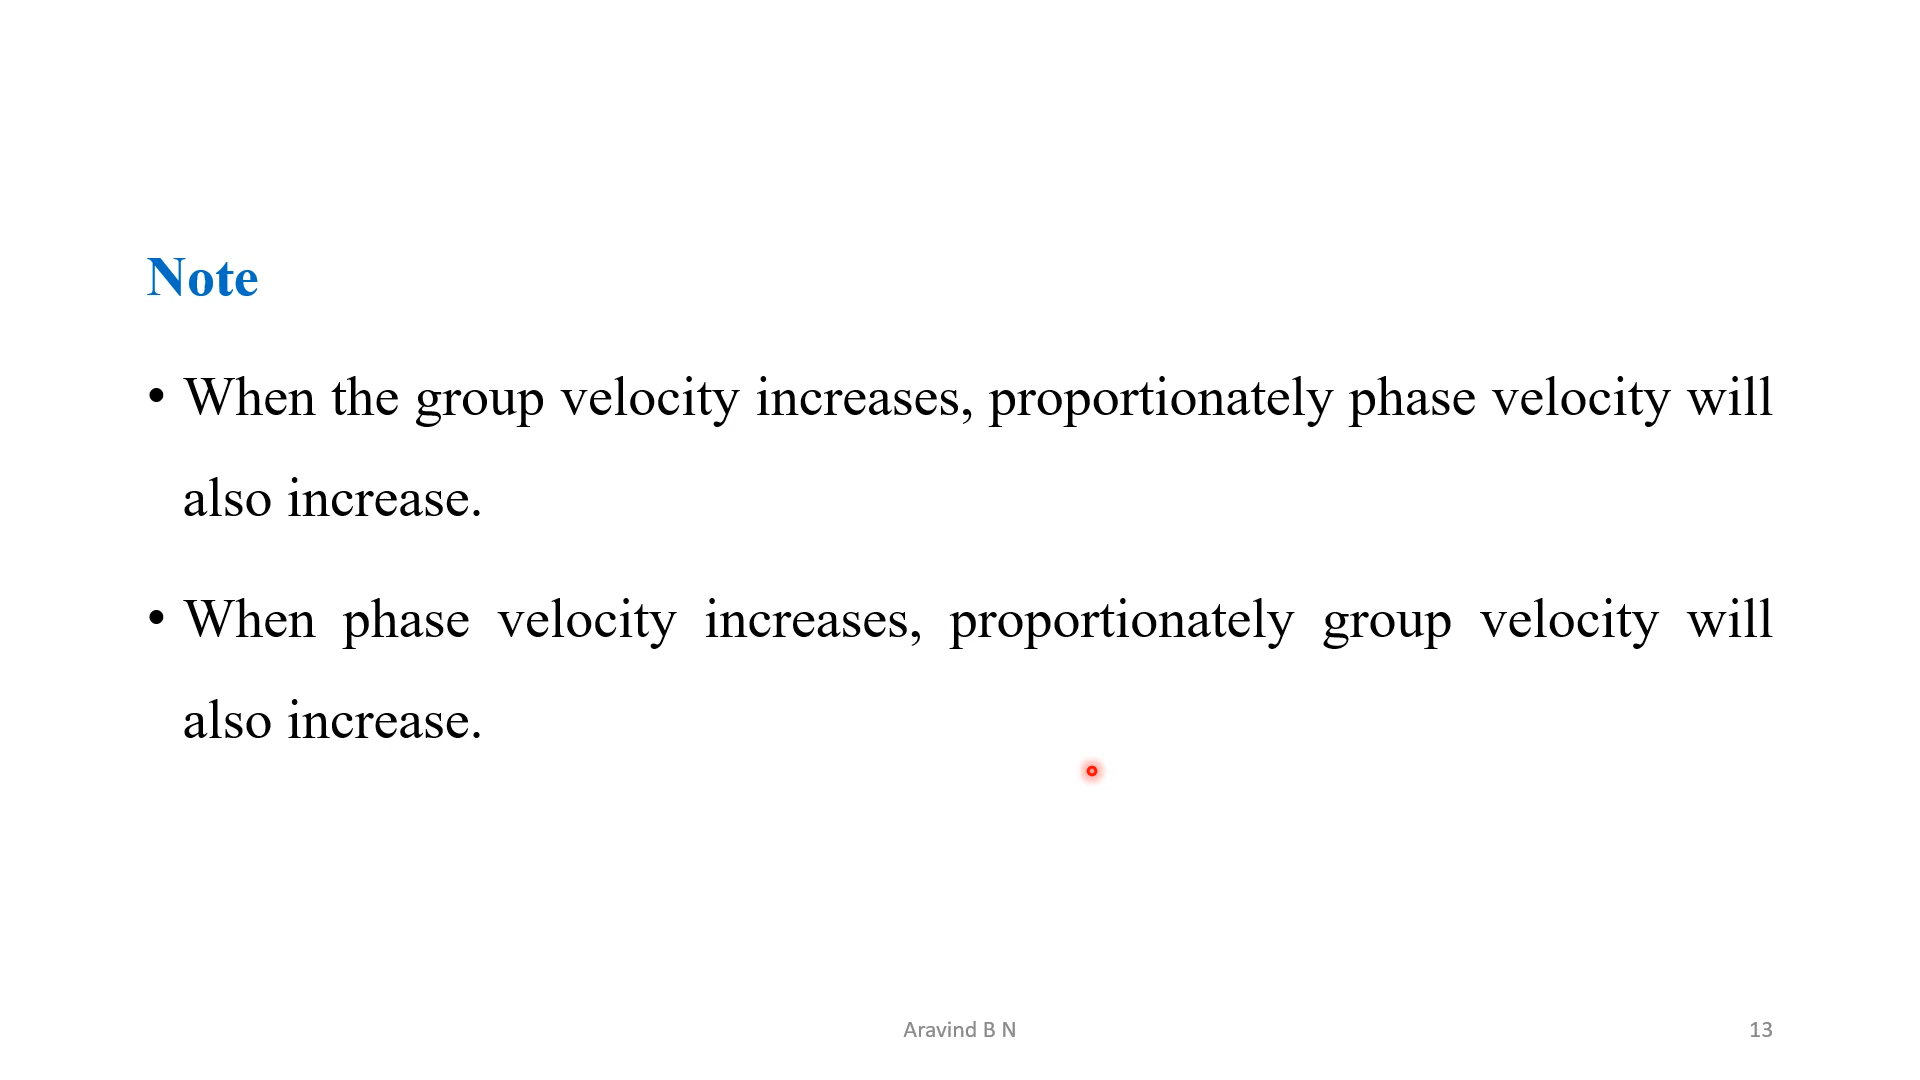 Note
• When the group velocity increases, proportionately phase velocity will
also increase.
• When phase velocity increases, proportionately group velocity will
also increase.
Aravind B N
13